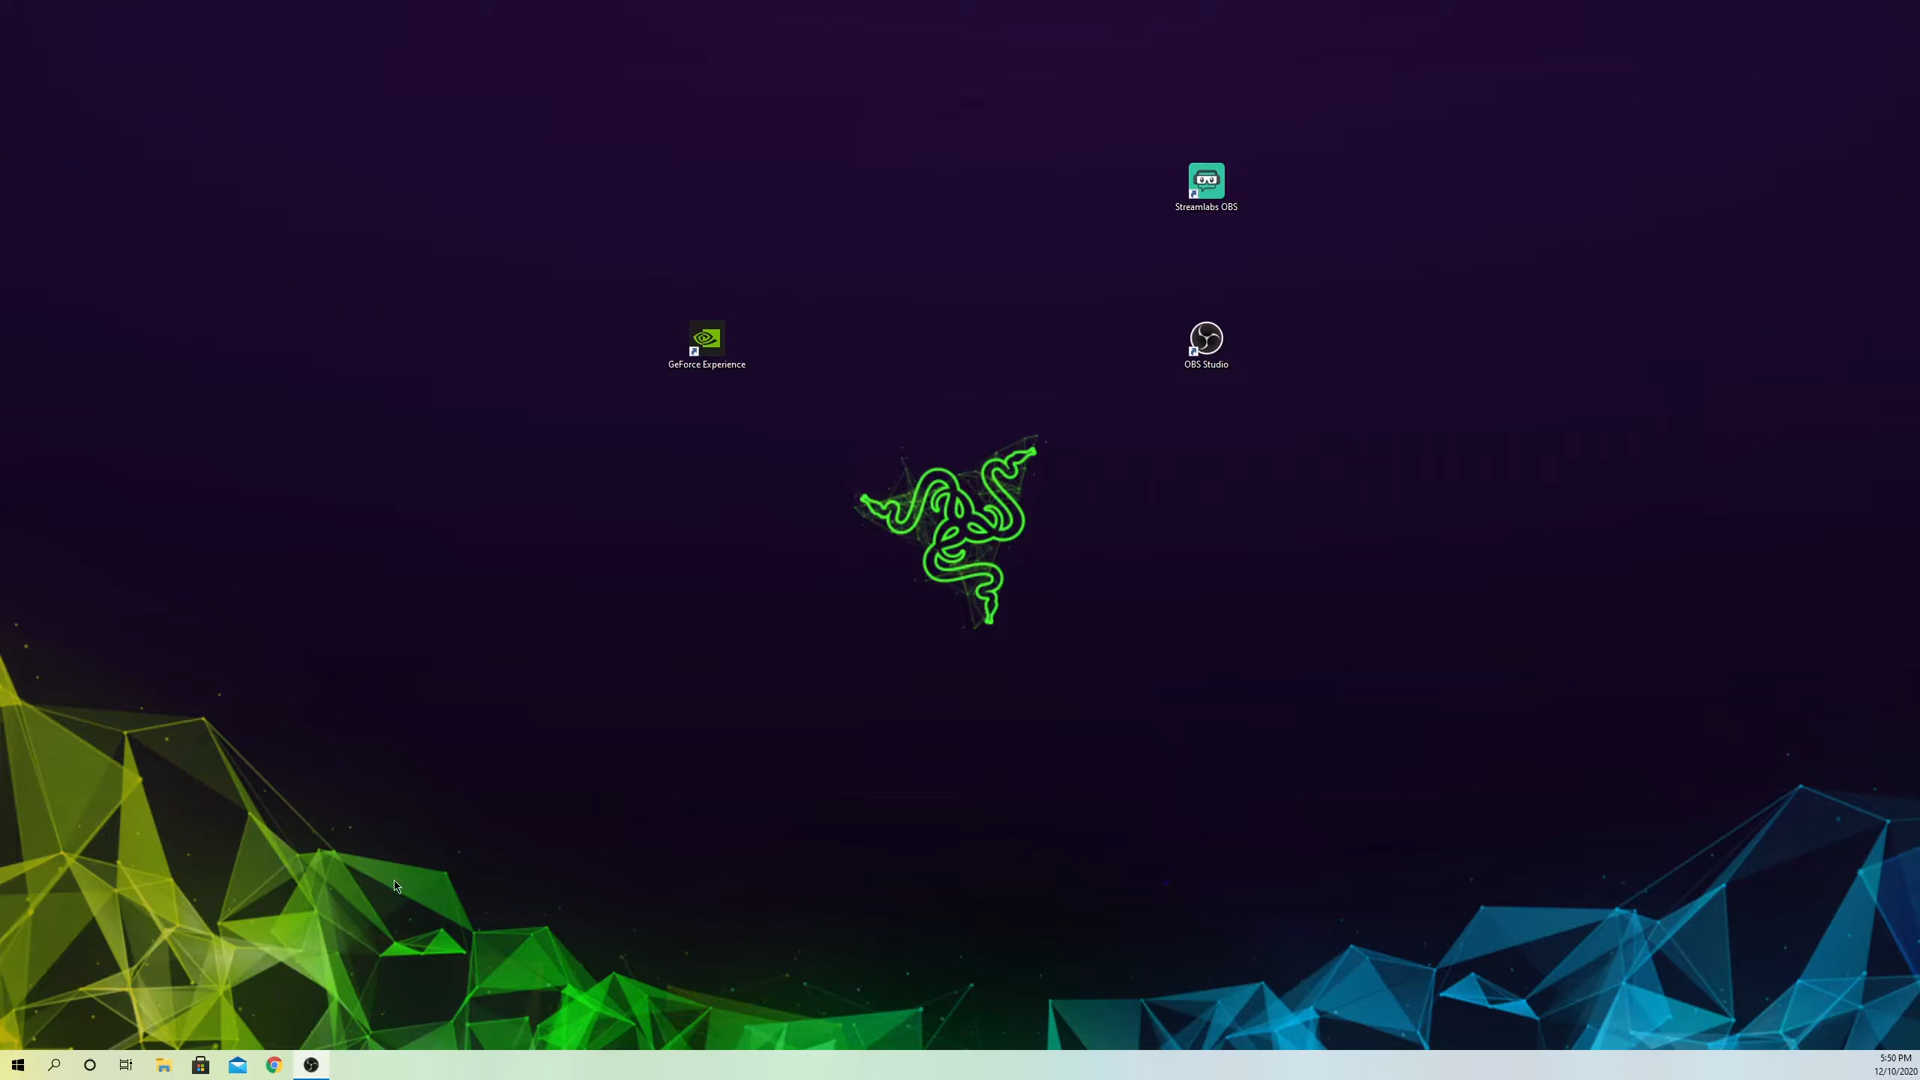 Streamlabs OBS
GeForce Experience
OBS Studio
5:50 PM
12/10/2020